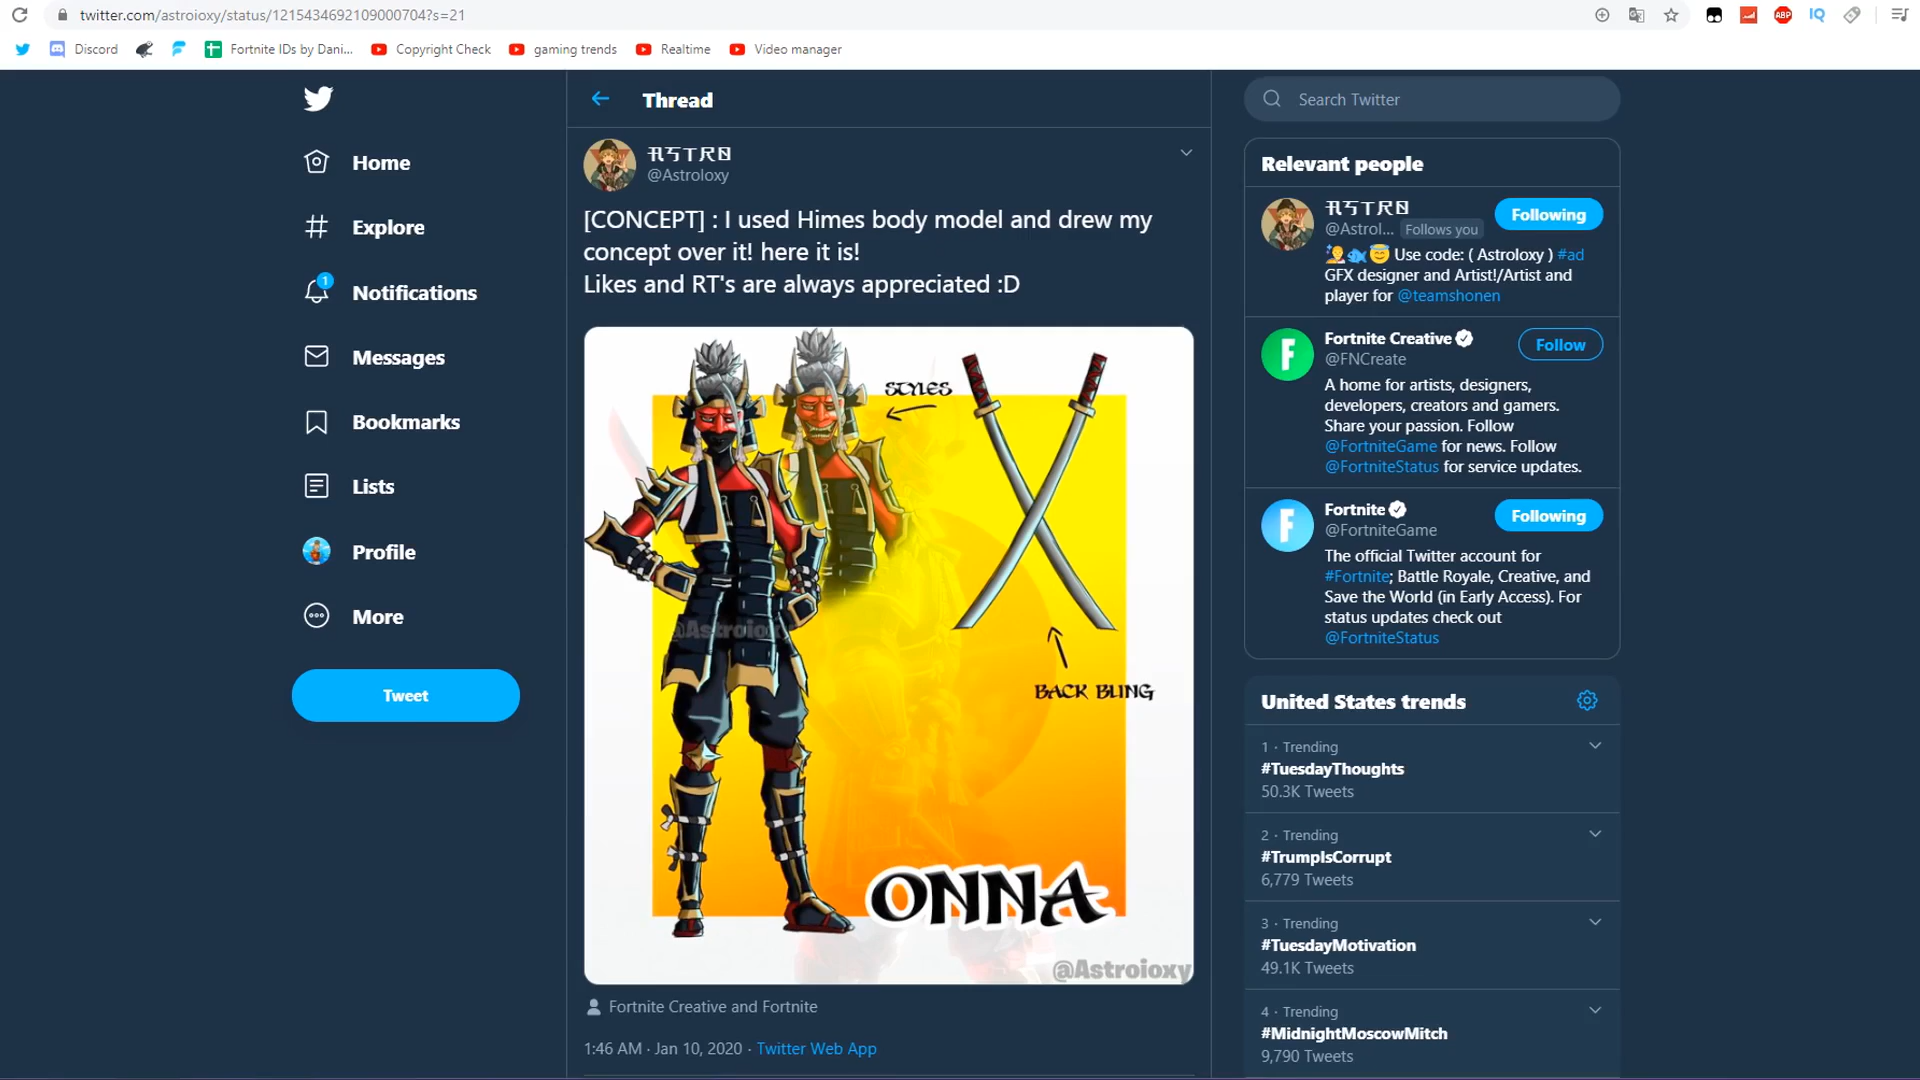 twitter.com/astroioxy/status/1215434692109000704?s=21
Discord
Fortnite IDs by Dani...
Copyright Check
gaming trends
Realtime
Video manager
Home
Explore
1
Notifications
Messages
Bookmarks
Lists
Profile
More
Tweet
Thread
@AstroIoxy
[CONCEPT] : I used Himes body model and drew my
concept over it! here it is!
Likes and RT's are always appreciated :D
STYLES
BACK BLING
@Astroioxy
ONNA
@Astroioxy
Fortnite Creative and Fortnite
1:46 AM · Jan 10, 2020 · Twitter Web App
Search Twitter
Relevant people
Following
@AstroI... Follows you
Use code: ( AstroIoxy ) #ad
GFX designer and Artist!/Artist and
player for @teamshonen
Fortnite Creative
@FNCreate
Follow
A home for artists, designers,
developers, creators and gamers.
Share your passion. Follow
@FortniteGame for news. Follow
@FortniteStatus for service updates.
Fortnite
@FortniteGame
Following
The official Twitter account for
#Fortnite; Battle Royale, Creative, and
Save the World (in Early Access). For
status updates check out
@FortniteStatus
United States trends
1 · Trending
#TuesdayThoughts
50.3K Tweets
2 · Trending
#TrumpIsCorrupt
6,779 Tweets
3 · Trending
#TuesdayMotivation
49.1K Tweets
4 · Trending
#MidnightMoscowMitch
9,790 Tweets
ABP
IQ